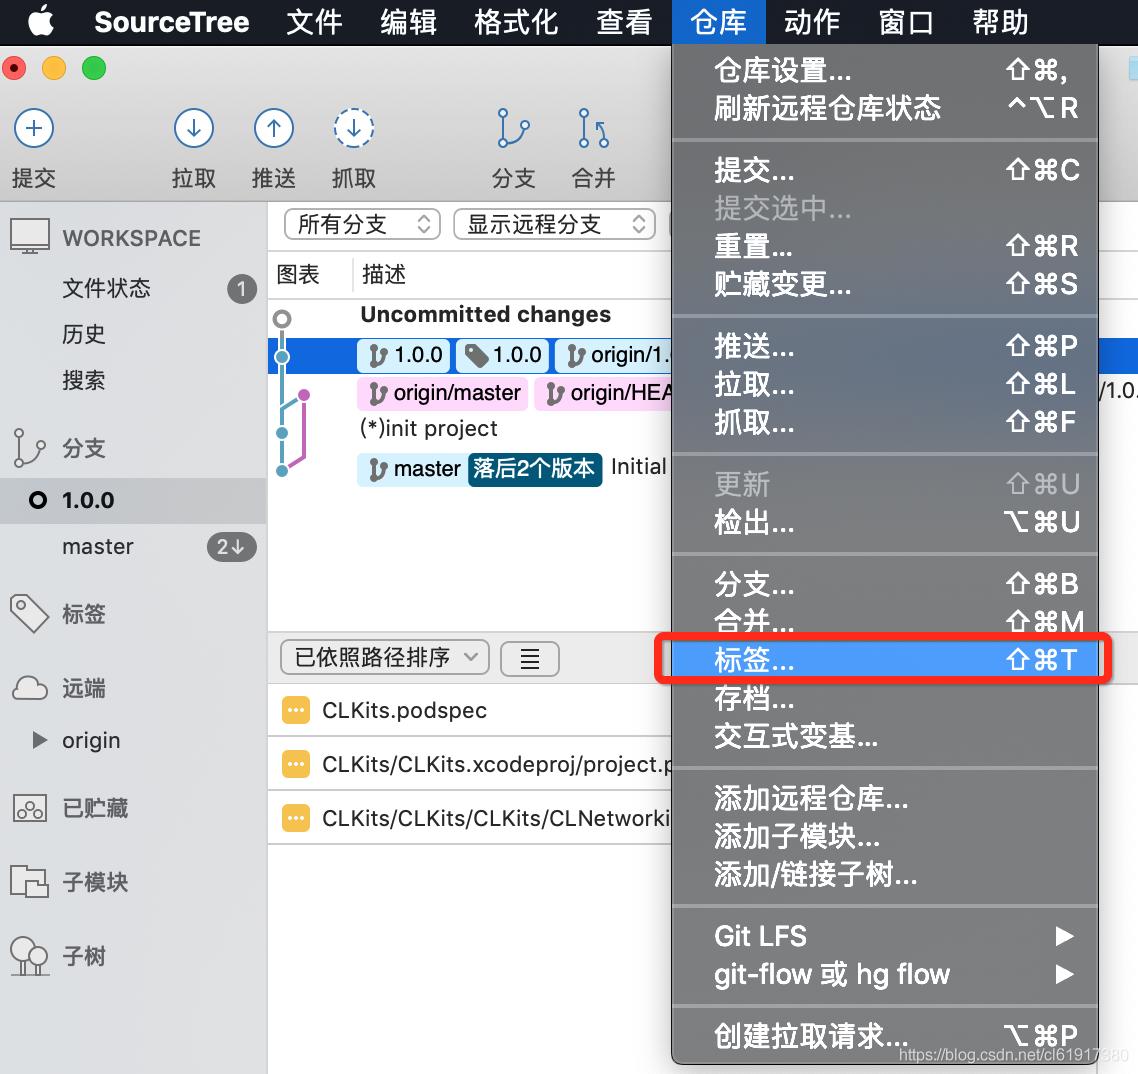 SourceTree 文件 编辑 格式化 查看 仓库 动作 窗口 帮助
提交 拉取 推送 抓取 分支 合并
WORKSPACE
文件状态 1
历史
搜索
分支
1.0.0
master 2↓
标签
远端
origin
已贮藏
子模块
子树
所有分支 显示远程分支
图表 描述
Uncommitted changes
1.0.0 1.0.0 origin/1.
origin/master origin/HEA /1.0.
(*)init project
master 落后2个版本 Initial
已依照路径排序
CLKits.podspec
CLKits/CLKits.xcodeproj/project.p
CLKits/CLKits/CLKits/CLNetworki
仓库设置... ⇧⌘,
刷新远程仓库状态 ^⌥R
提交... ⇧⌘C
提交选中...
重置... ⇧⌘R
贮藏变更... ⇧⌘S
推送... ⇧⌘P
拉取... ⇧⌘L
抓取... ⇧⌘F
更新 ⇧⌘U
检出... ⌥⌘U
分支... ⇧⌘B
合并... ⇧⌘M
标签... ⇧⌘T
存档...
交互式变基...
添加远程仓库...
添加子模块...
添加/链接子树...
Git LFS
git-flow 或 hg flow
创建拉取请求... ⌥⌘P
https://blog.csdn.net/cl61917380